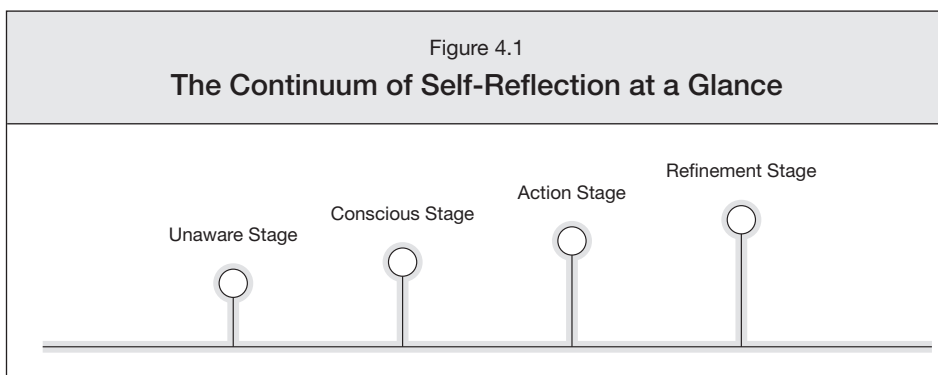 Figure 4.1
The Continuum of Self-Reflection at a Glance
Refinement Stage
Action Stage
Conscious Stage
Unaware Stage